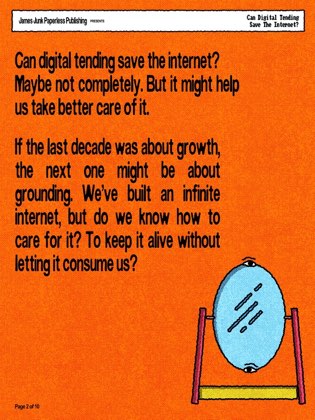 James Junk Paperless Publishing PRESENTS
Can Digital Tending
Save The Internet?
Can digital tending save the internet?
Maybe not completely. But it might help
us take better care of it.
If the last decade was about growth,
the next one might be about
grounding. We've built an infinite
internet, but do we know how to
care for it? To keep it alive without
letting it consume us?
Page 2 of 10